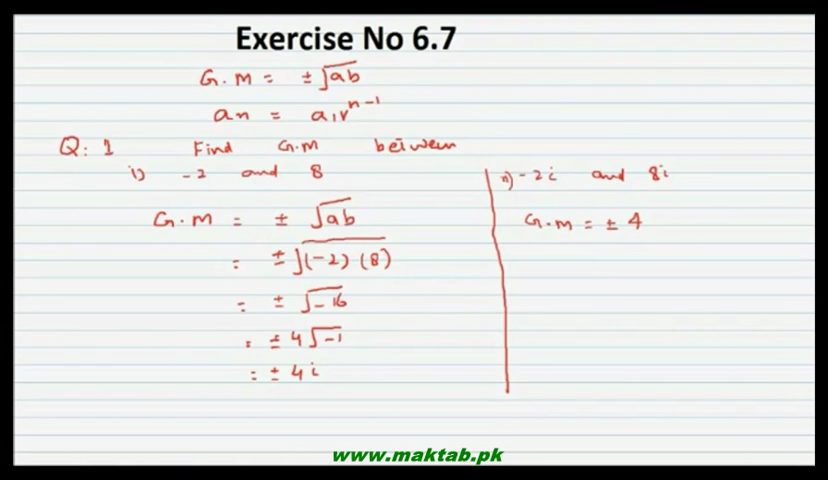 Exercise No 6.7
G.M = ± √ab
an = a₁rⁿ⁻¹
Q: 1 Find G.M between
i) -2 and 8
G.M = ± √ab
= ± √(-2) (8)
= ± √-16
= ± 4√-1
= ± 4i
ii) -2i and 8i
G.M = ± 4
www.maktab.pk